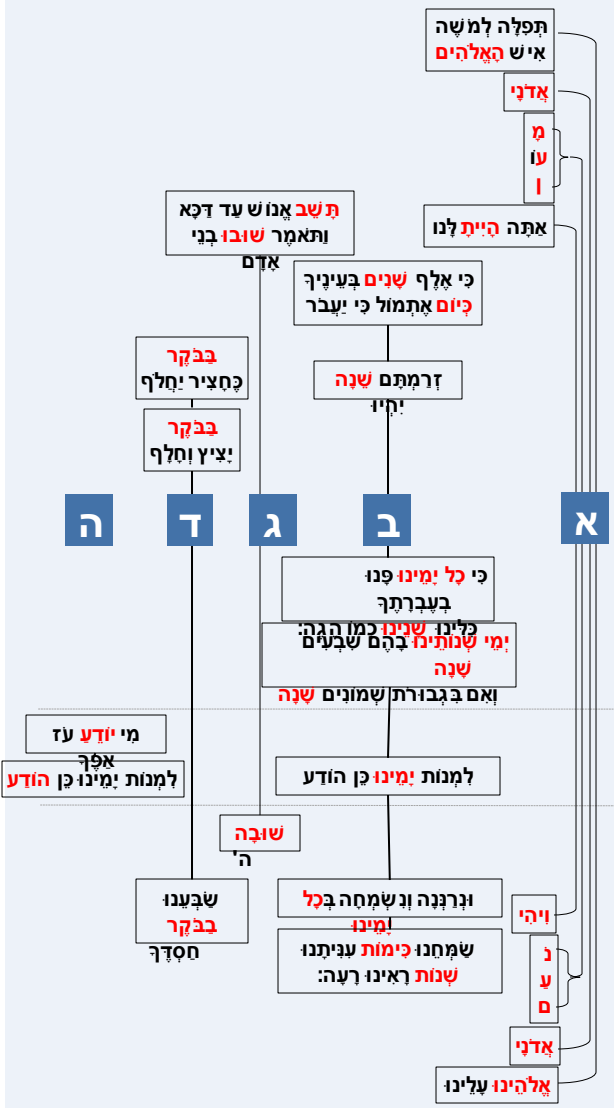 תְּפִלָּה לְמֹשֶׁה
אִישׁ הָאֱלֹהִים
אֲדֹנָי
מָ
עוֹ
ן
אַתָּה הָיִיתָ לָּנוּ
תָּשֵׁב אֱנוֹשׁ עַד דַּכָּא
וַתֹּאמֶר שׁוּבוּ בְנֵי
אָדָם
כִּי אֶלֶף שָׁנִים בְּעֵינֶיךָ
כְּיוֹם אֶתְמוֹל כִּי יַעֲבֹר
בַּבֹּקֶר
כֶּחָצִיר יַחֲלֹף
זְרַמְתָּם שֵׁנָה
יִהְיוּ
בַּבֹּקֶר
יָצִיץ וְחָלָף
א
ב
ג
ד
ה
כִּי כָל יָמֵינוּ פָּנוּ
בְעֶבְרָתֶךָ
כִּלִּינוּ שָׁנֵינוּ כְמוֹ הֶגֶה:
יְמֵי שְׁנוֹתֵינוּ בָהֶם שִׁבְעִים
שָׁנָה
וְאִם בִּגְבוּרֹת שְׁמוֹנִים שָׁנָה
מִי יוֹדֵעַ עֹז
אַפֶּךָ
לִמְנוֹת יָמֵינוּ כֵּן הוֹדַע
לִמְנוֹת יָמֵינוּ כֵּן הוֹדַע
שׁוּבָה
ה'
שַׂבְּעֵנוּ
בַבֹּקֶר
חַסְדֶּךָ
וּנְרַנְּנָה וְנִשְׂמְחָה בְּכָל
יָמֵינוּ
שַׂמְּחֵנוּ כִּימוֹת עִנִּיתָנוּ
שְׁנוֹת רָאִינוּ רָעָה:
וִיהִי
נֹ
עַ
ם
אֲדֹנָי
אֱלֹהֵינוּ עָלֵינוּ